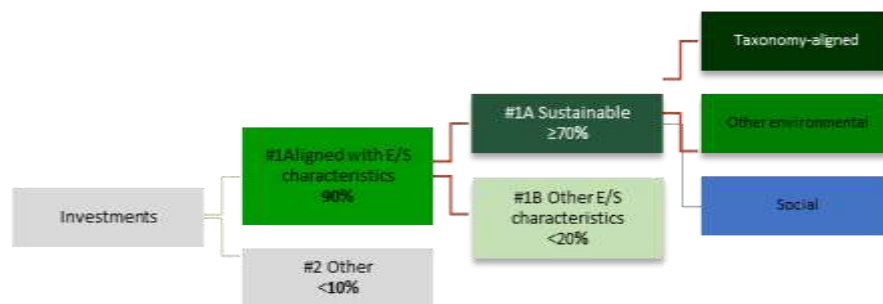 Taxonomy-aligned
#1A Sustainable
≥70%
Other environmental
#1Aligned with E/S
characteristics
90%
#1B Other E/S
characteristics
<20%
Social
Investments
#2 Other
<10%